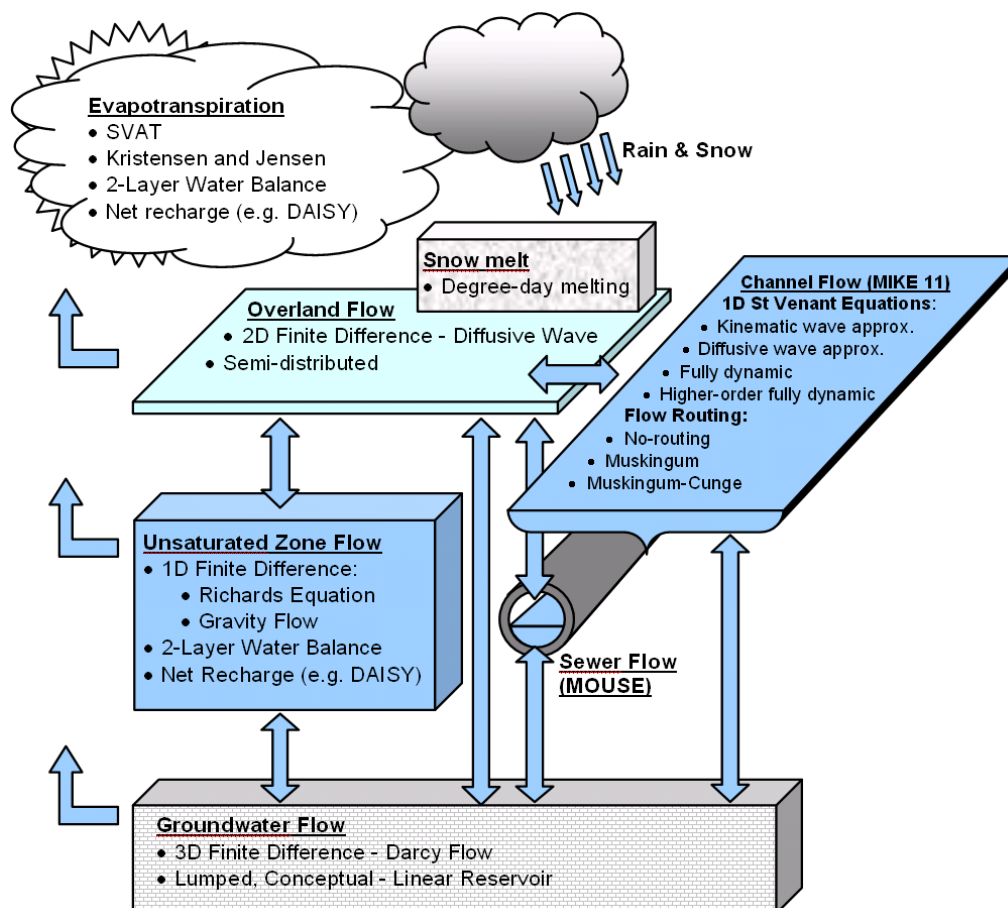 Evapotranspiration
• SVAT
• Kristensen and Jensen
• 2-Layer Water Balance
• Net recharge (e.g. DAISY)
Rain & Snow
Snow melt
• Degree-day melting
Overland Flow
• 2D Finite Difference - Diffusive Wave
• Semi-distributed
Channel Flow (MIKE 11)
1D St Venant Equations:
• Kinematic wave approx.
• Diffusive wave approx.
• Fully dynamic
• Higher-order fully dynamic
Flow Routing:
• No-routing
• Muskingum
• Muskingum-Cunge
Unsaturated Zone Flow
• 1D Finite Difference:
• Richards Equation
• Gravity Flow
• 2-Layer Water Balance
• Net Recharge (e.g. DAISY)
Sewer Flow
(MOUSE)
Groundwater Flow
• 3D Finite Difference - Darcy Flow
• Lumped, Conceptual - Linear Reservoir